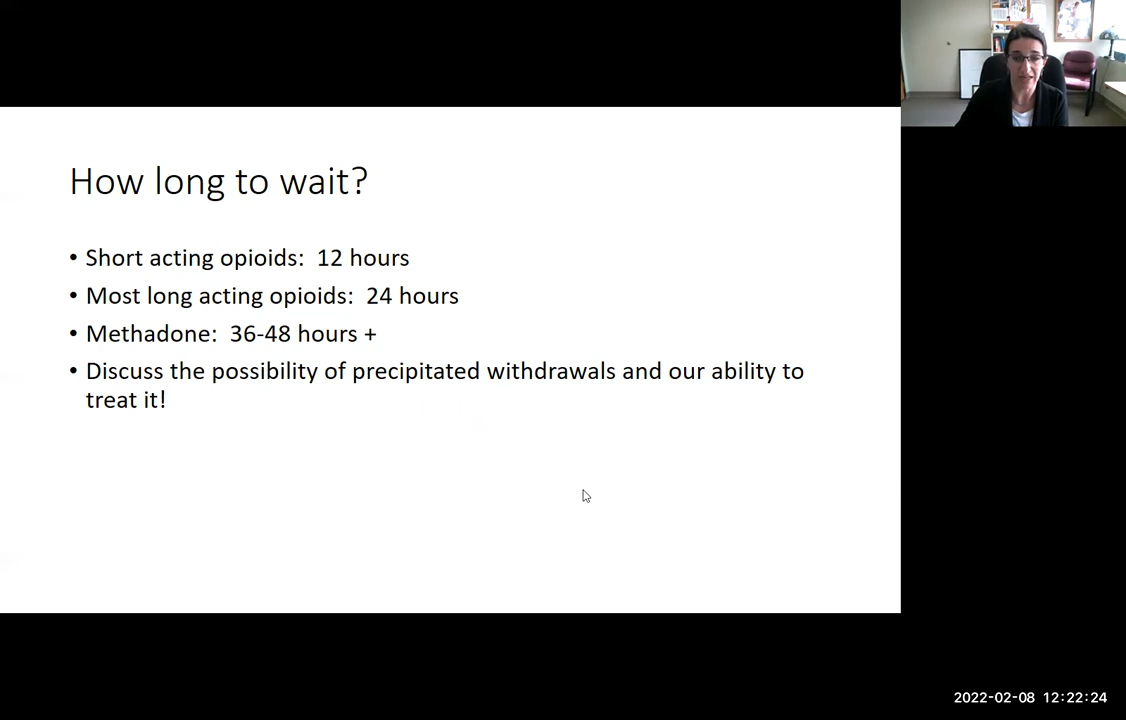 How long to wait?
• Short acting opioids:  12 hours
• Most long acting opioids:  24 hours
• Methadone:  36-48 hours +
• Discuss the possibility of precipitated withdrawals and our ability to
treat it!
2022-02-08 12:22:24